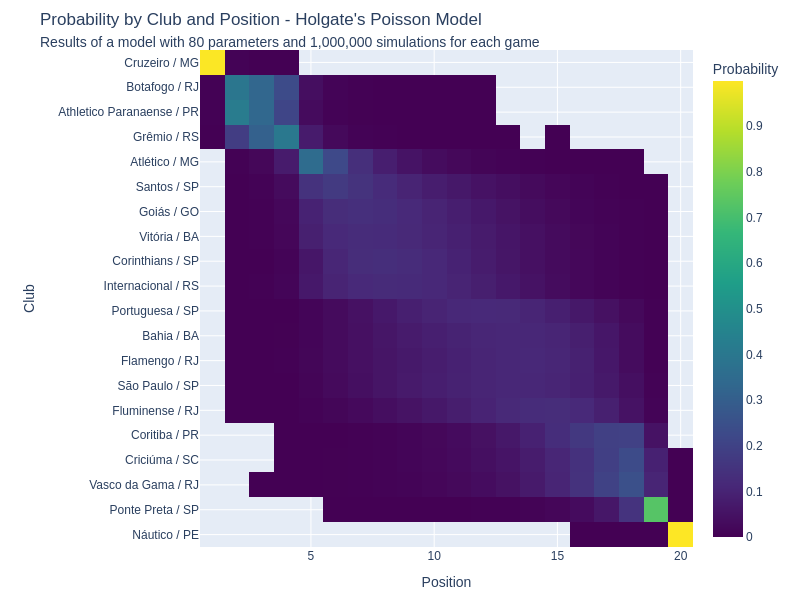 Probability by Club and Position - Holgate's Poisson Model
Results of a model with 80 parameters and 1,000,000 simulations for each game
Probability
Cruzeiro / MG
Botafogo / RJ
Athletico Paranaense / PR
Grêmio / RS
Atlético / MG
Santos / SP
Goiás / GO
Vitória / BA
Corinthians / SP
Internacional / RS
Portuguesa / SP
Bahia / BA
Flamengo / RJ
São Paulo / SP
Fluminense / RJ
Coritiba / PR
Criciúma / SC
Vasco da Gama / RJ
Ponte Preta / SP
Náutico / PE
Club
5
10
15
20
Position
0.9
0.8
0.7
0.6
0.5
0.4
0.3
0.2
0.1
0